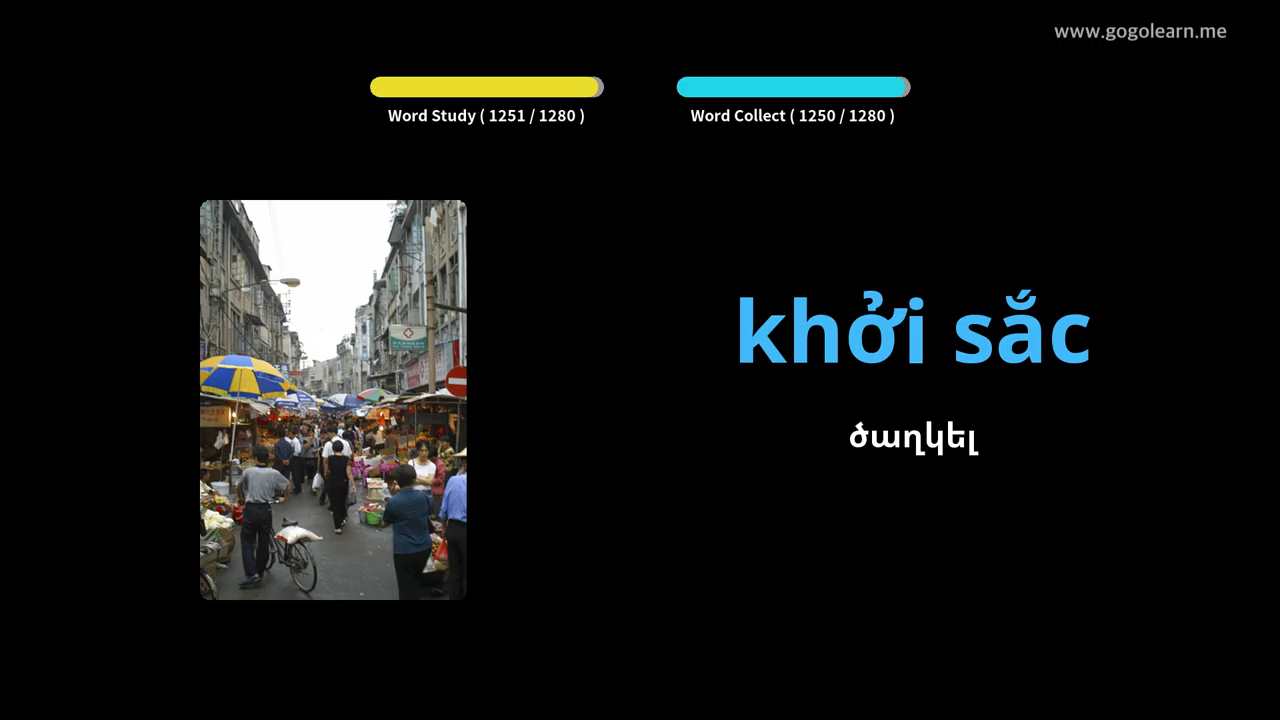 www.gogolearn.me
Word Study ( 1251 / 1280 )
Word Collect ( 1250 / 1280 )
khởi sắc
ծաղկել